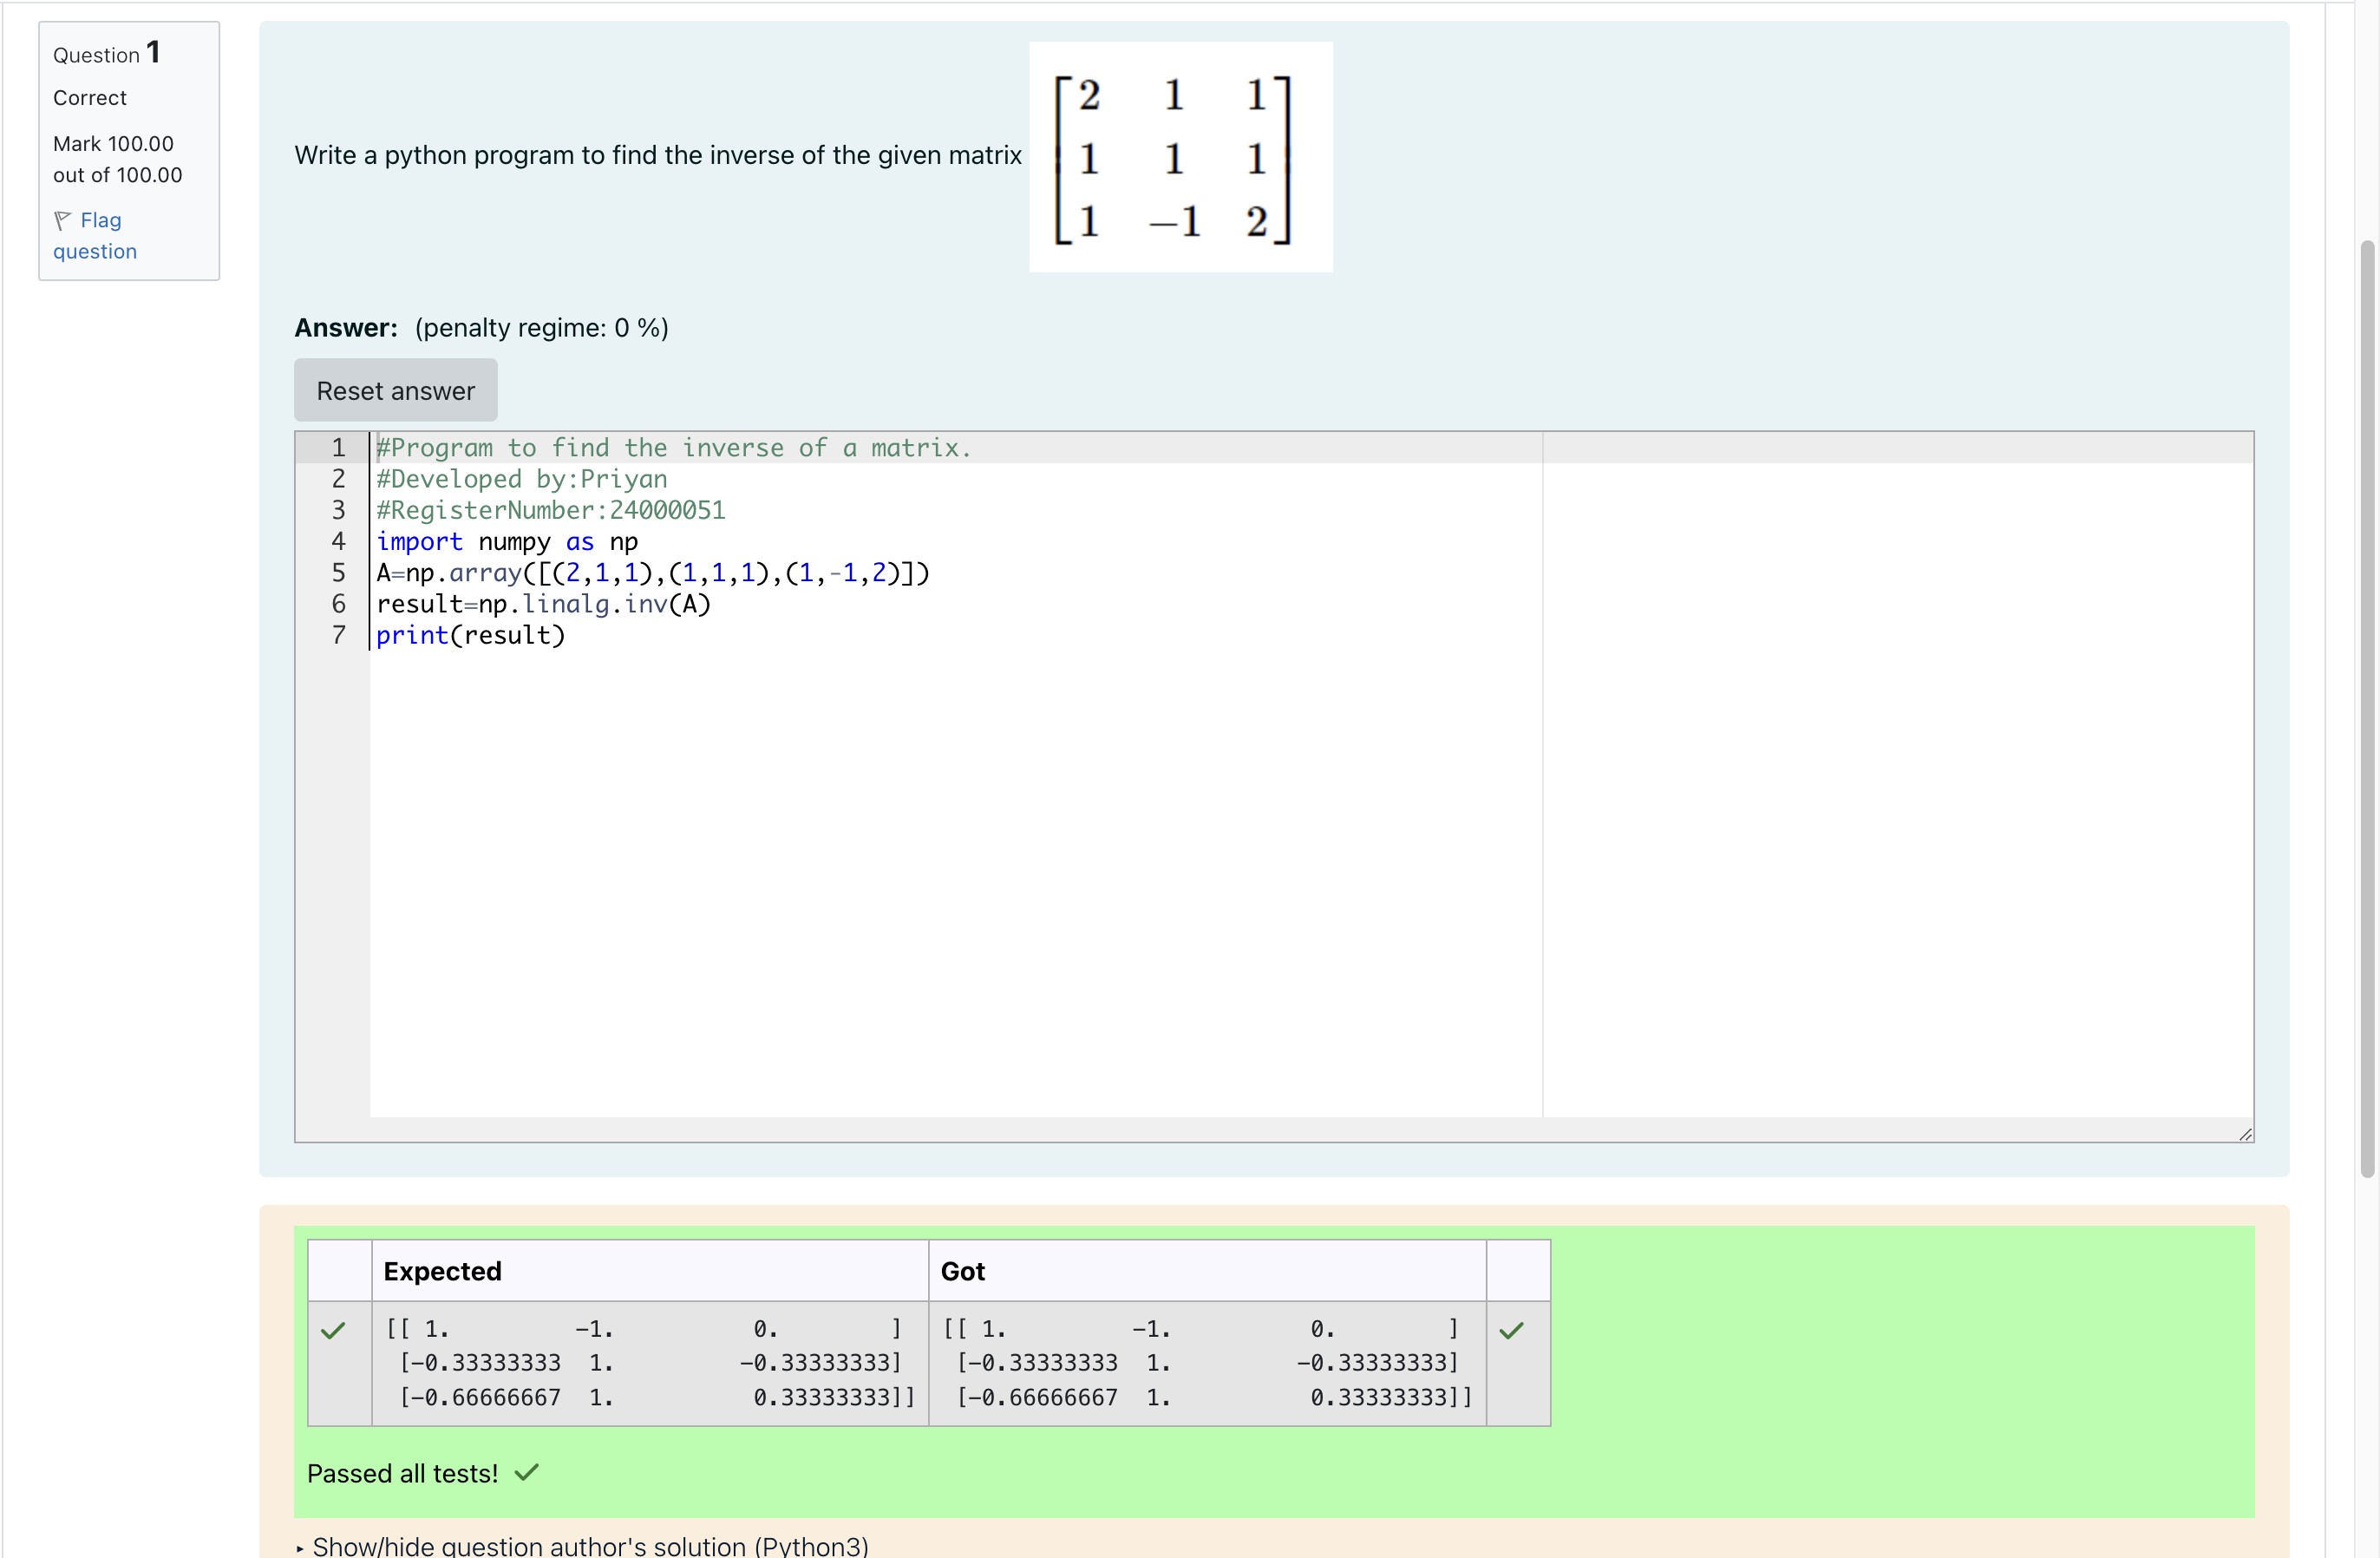 Question 1
Correct
Mark 100.00
out of 100.00
Flag
question
Write a python program to find the inverse of the given matrix
2 1 1
1 1 1
1 −1 2
Answer: (penalty regime: 0 %)
Reset answer
1 #Program to find the inverse of a matrix.
2 #Developed by:Priyan
3 #RegisterNumber:24000051
4 import numpy as np
5 A=np.array([(2,1,1),(1,1,1),(1,-1,2)])
6 result=np.linalg.inv(A)
7 print(result)
Expected Got
[[ 1. -1. 0. ] [[ 1. -1. 0. ]
[-0.33333333 1. -0.33333333] [-0.33333333 1. -0.33333333]
[-0.66666667 1. 0.33333333]] [-0.66666667 1. 0.33333333]]
Passed all tests!
Show/hide question author's solution (Python3)